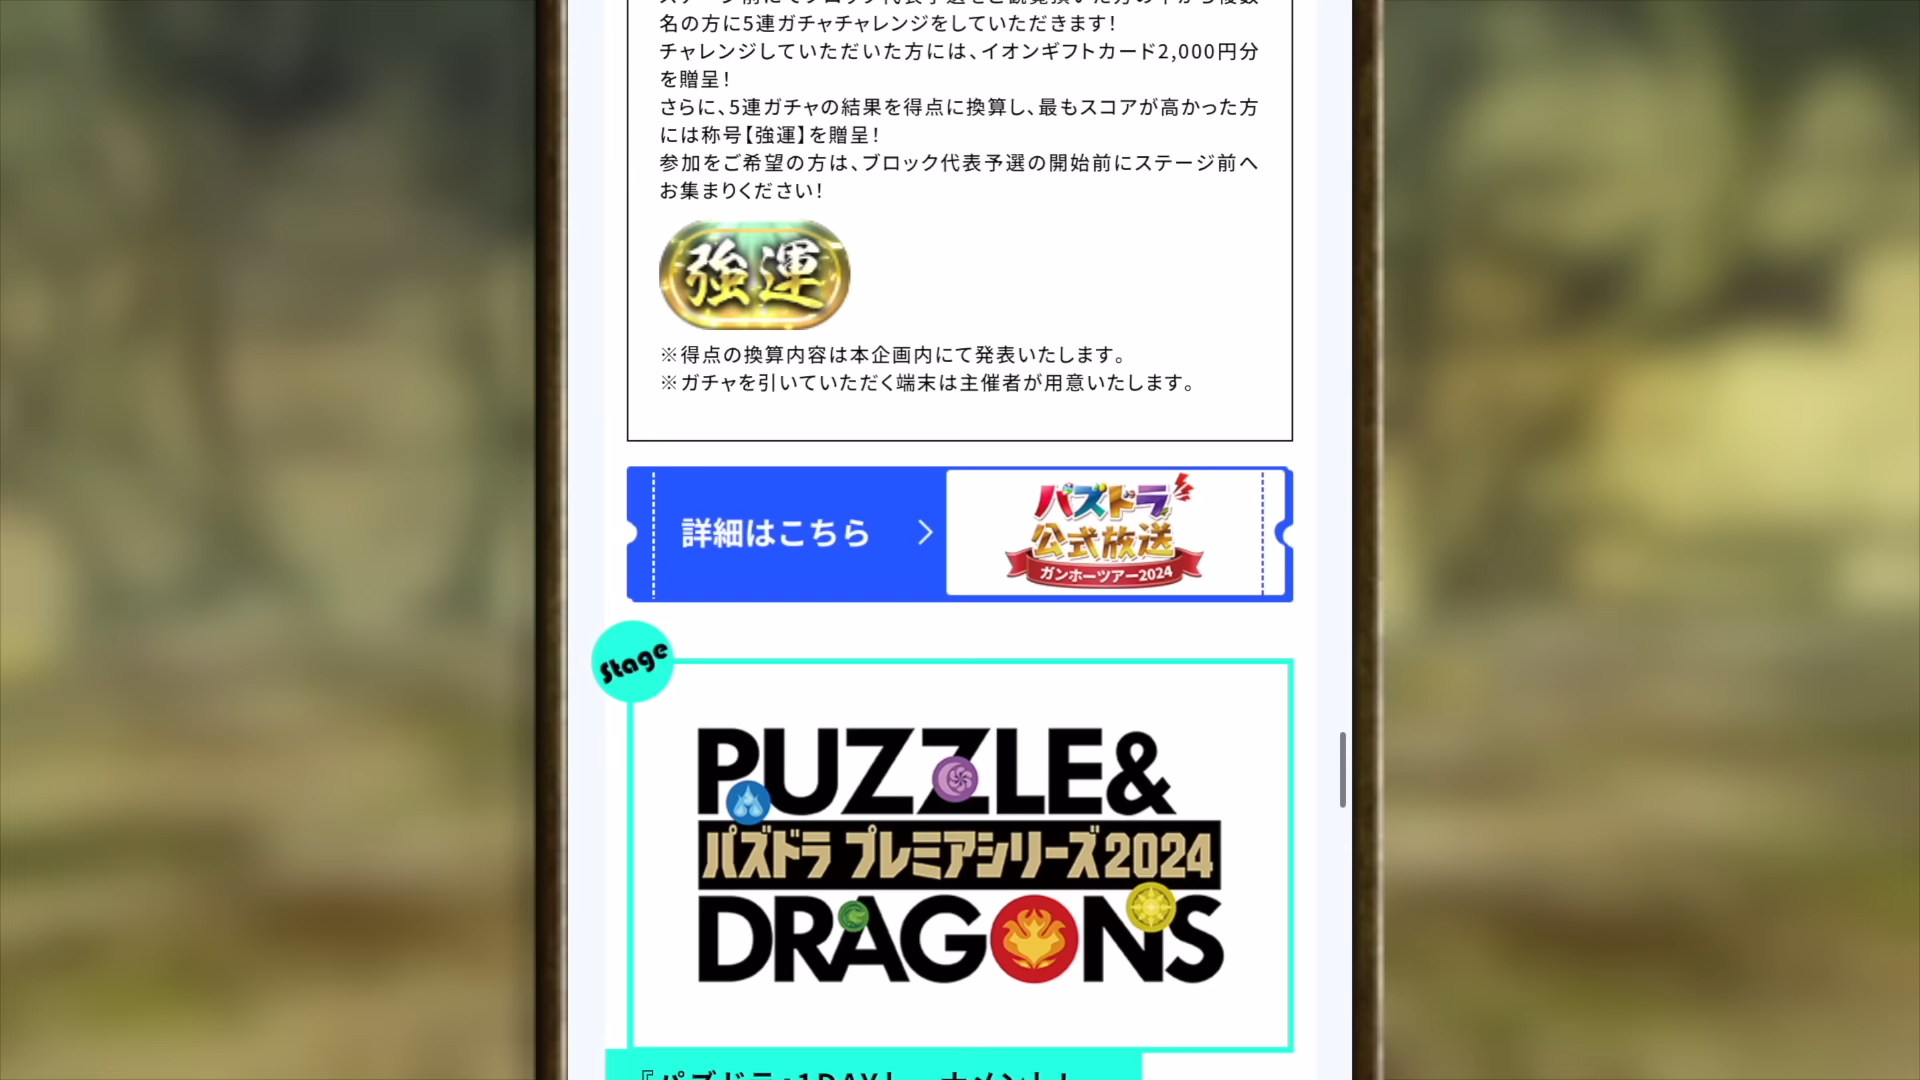 名の方に5連ガチャチャレンジをしていただきます！
チャレンジしていただいた方には、イオンギフトカード2,000円分
を贈呈！
さらに、5連ガチャの結果を得点に換算し、最もスコアが高かった方
には称号【強運】を贈呈！
参加をご希望の方は、ブロック代表予選の開始前にステージ前へ
お集まりください！
強運
※得点の換算内容は本企画内にて発表いたします。
※ガチャを引いていただく端末は主催者が用意いたします。
詳細はこちら
パズドラ
公式放送
ガンホーツアー2024
Stage
PUZZLE&
パズドラ プレミアシリーズ2024
DRAGONS